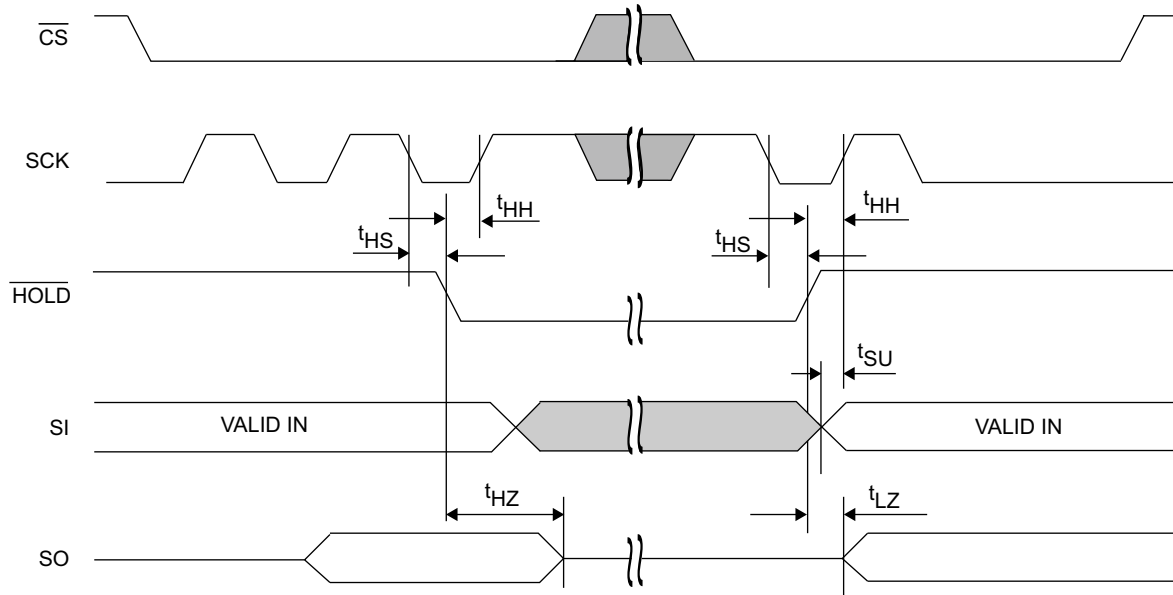 CS
SCK
tHH
tHH
tHS
tHS
HOLD
tSU
SI
VALID IN
VALID IN
tHZ
tLZ
SO